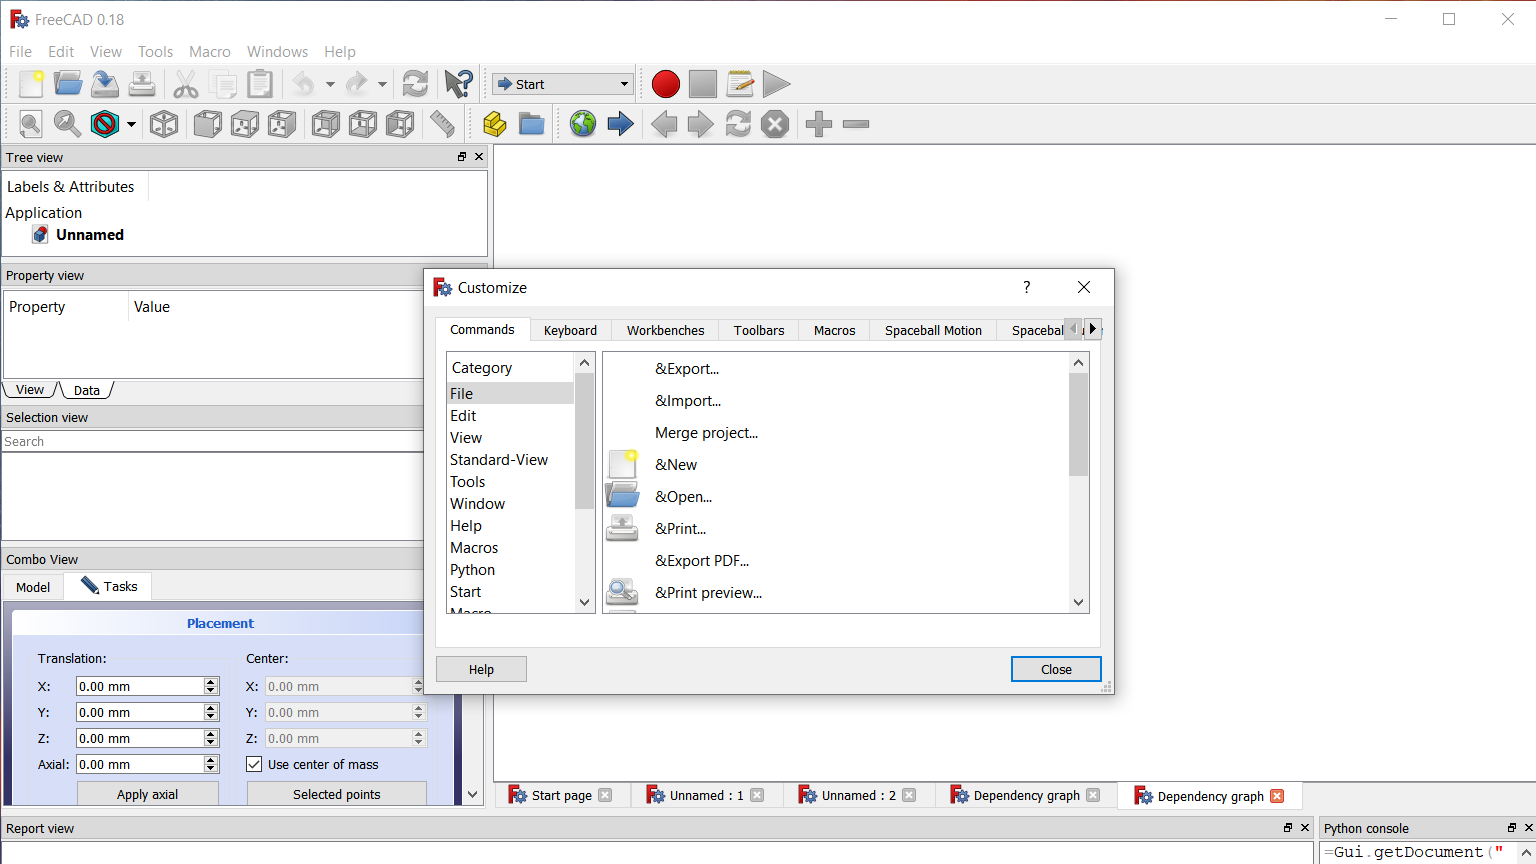 FreeCAD 0.18
File Edit View Tools Macro Windows Help
Start
Tree view
Labels & Attributes
Application
Unnamed
Property view
Property Value
View Data
Selection view
Search
Combo View
Model Tasks
Placement
Translation: Center:
X: 0.00 mm X: 0.00 mm
Y: 0.00 mm Y: 0.00 mm
Z: 0.00 mm Z: 0.00 mm
Axial: 0.00 mm Use center of mass
Apply axial Selected points
Customize ?
Commands Keyboard Workbenches Toolbars Macros Spaceball Motion
Category
File
Edit
View
Standard-View
Tools
Window
Help
Macros
Python
Start
Macro
&Export...
&Import...
Merge project...
&New
&Open...
&Print...
&Export PDF...
&Print preview...
Help Close
Start page Unnamed : 1 Unnamed : 2 Dependency graph Dependency graph
Report view
Python console
=Gui.getDocument("